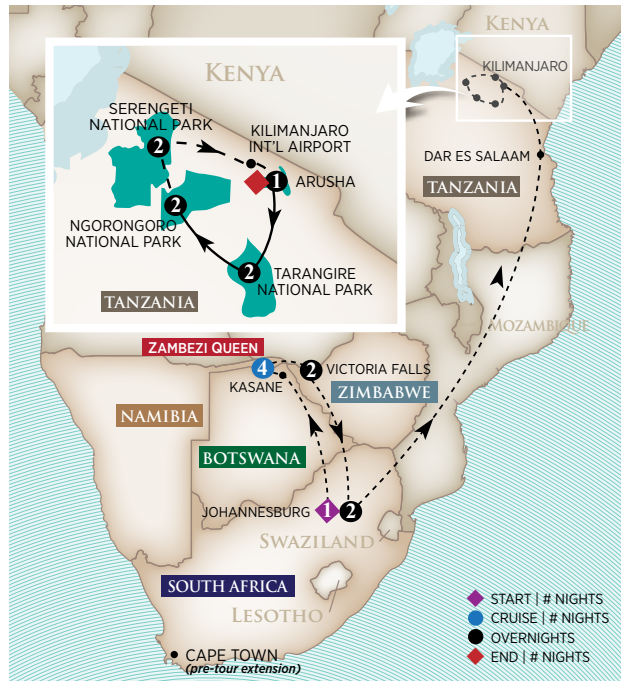 KENYA
KILIMANJARO
KENYA
SERENGETI
NATIONAL PARK
2
KILIMANJARO
INT'L AIRPORT
1
ARUSHA
2
NGORONGORO
NATIONAL PARK
2
TARANGIRE
NATIONAL PARK
TANZANIA
DAR ES SALAAM
TANZANIA
MOZAMBIQUE
ZAMBEZI QUEEN
4
2
VICTORIA FALLS
KASANE
ZIMBABWE
NAMIBIA
BOTSWANA
JOHANNESBURG
1
2
SWAZILAND
SOUTH AFRICA
LESOTHO
CAPE TOWN
(pre-tour extension)
START | # NIGHTS
CRUISE | # NIGHTS
OVERNIGHTS
END | # NIGHTS